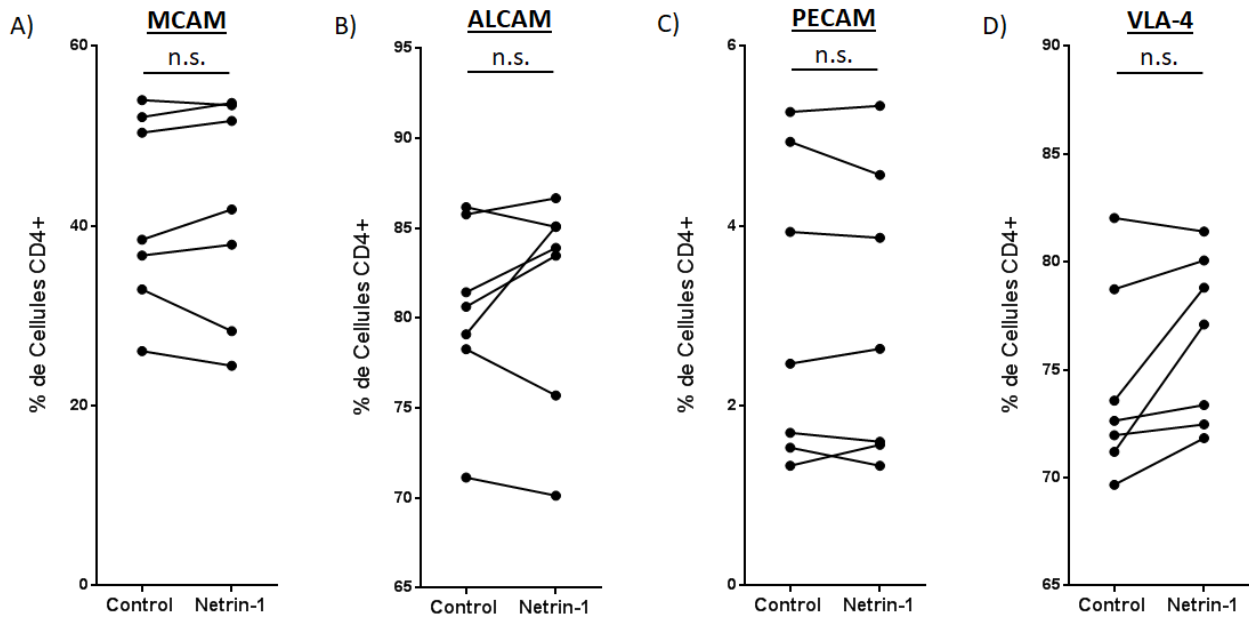 A) MCAM
n.s.
% de Cellules CD4+
60
40
20
0
Control Netrin-1
B) ALCAM
n.s.
% de Cellules CD4+
95
90
85
80
75
70
65
Control Netrin-1
C) PECAM
n.s.
% de Cellules CD4+
6
4
2
0
Control Netrin-1
D) VLA-4
n.s.
% de Cellules CD4+
90
85
80
75
70
65
Control Netrin-1